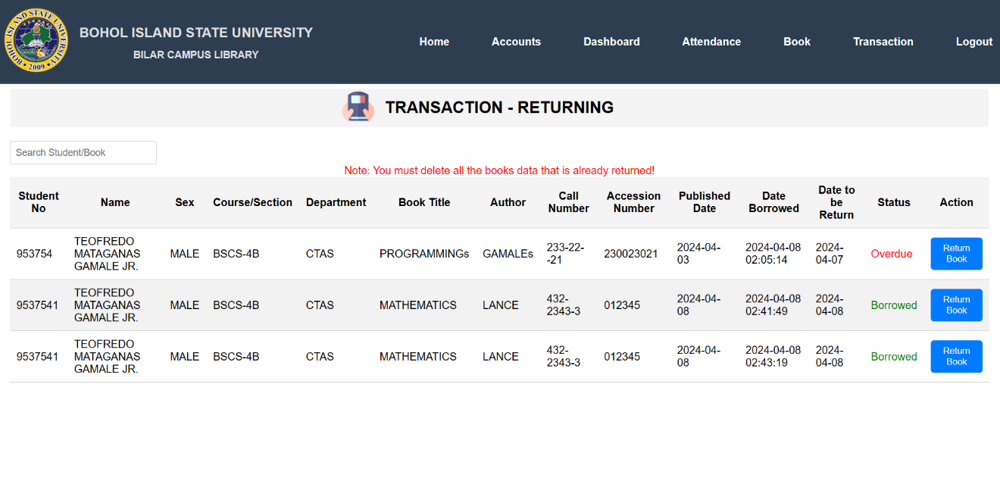 BOHOL ISLAND STATE UNIVERSITY
BOHOL ISLAND STATE UNIVERSITY
• 2009 •
BILAR CAMPUS LIBRARY
Home Accounts Dashboard Attendance Book Transaction Logout
TRANSACTION - RETURNING
Search Student/Book
Note: You must delete all the books data that is already returned!
Student No Name Sex Course/Section Department Book Title Author Call Number Accession Number Published Date Date Borrowed Date to be Return Status Action
953754 TEOFREDO MATAGANAS GAMALE JR. MALE BSCS-4B CTAS PROGRAMMINGs GAMALEs 233-22--21 230023021 2024-04-03 2024-04-08 02:05:14 2024-04-07 Overdue Return Book
9537541 TEOFREDO MATAGANAS GAMALE JR. MALE BSCS-4B CTAS MATHEMATICS LANCE 432-2343-3 012345 2024-04-08 2024-04-08 02:41:49 2024-04-08 Borrowed Return Book
9537541 TEOFREDO MATAGANAS GAMALE JR. MALE BSCS-4B CTAS MATHEMATICS LANCE 432-2343-3 012345 2024-04-08 2024-04-08 02:43:19 2024-04-08 Borrowed Return Book